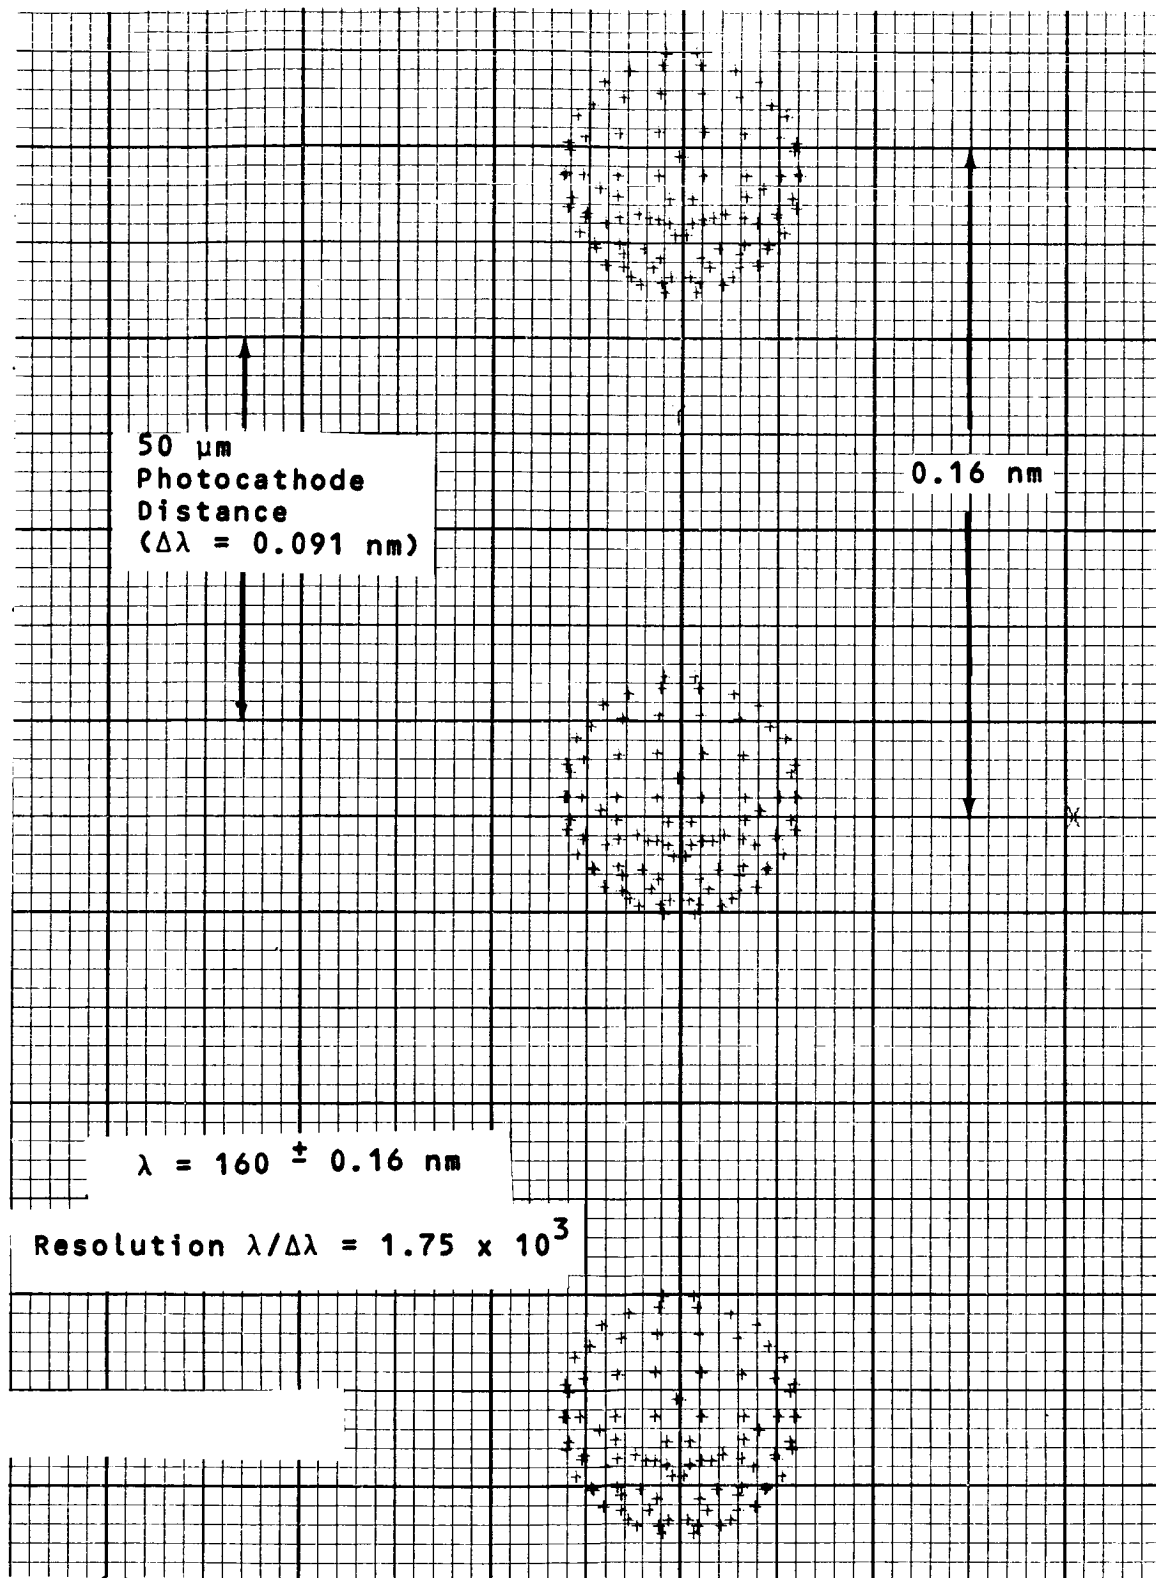 50 μm
Photocathode
Distance
(Δλ = 0.091 nm)
0.16 nm
λ = 160 ± 0.16 nm
Resolution λ/Δλ = 1.75 x 10³